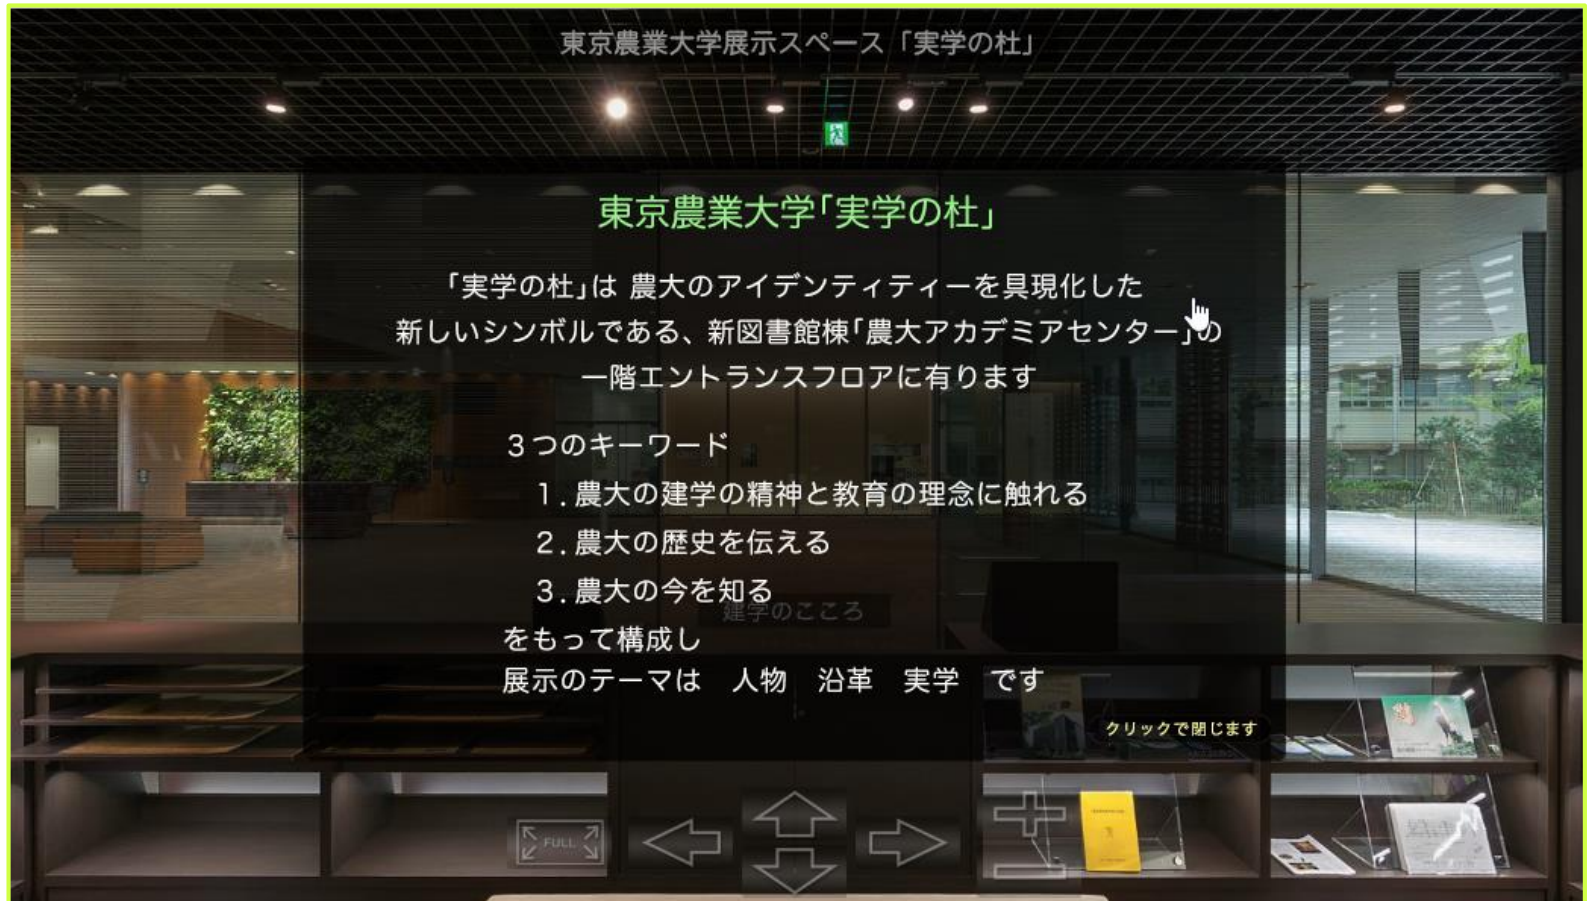 東京農業大学展示スペース「実学の杜」
東京農業大学「実学の杜」
「実学の杜」は 農大のアイデンティティーを具現化した
新しいシンボルである、新図書館棟「農大アカデミアセンター」の
一階エントランスフロアに有ります
3つのキーワード
1.農大の建学の精神と教育の理念に触れる
2.農大の歴史を伝える
3.農大の今を知る
建学のこころ
をもって構成し
展示のテーマは 人物 沿革 実学 です
クリックで閉じます
FULL